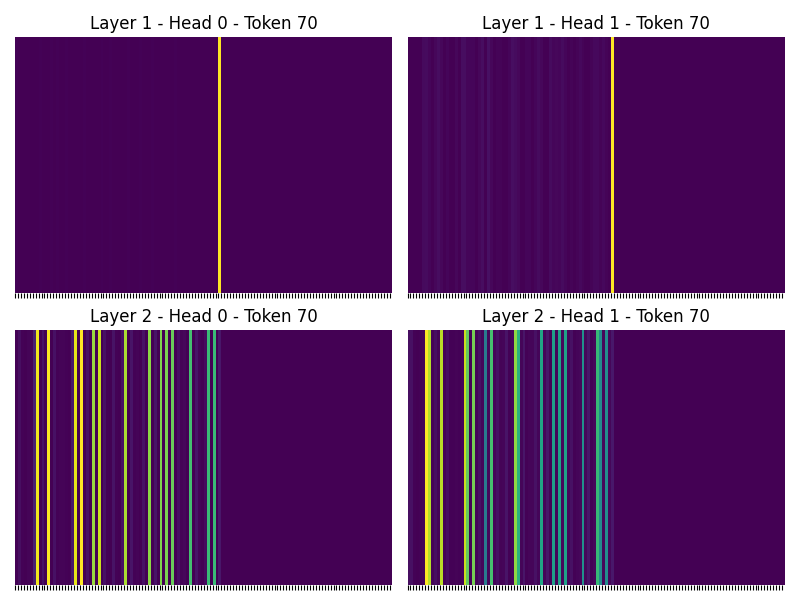 Layer 1 - Head 0 - Token 70
Layer 1 - Head 1 - Token 70
Layer 2 - Head 0 - Token 70
Layer 2 - Head 1 - Token 70